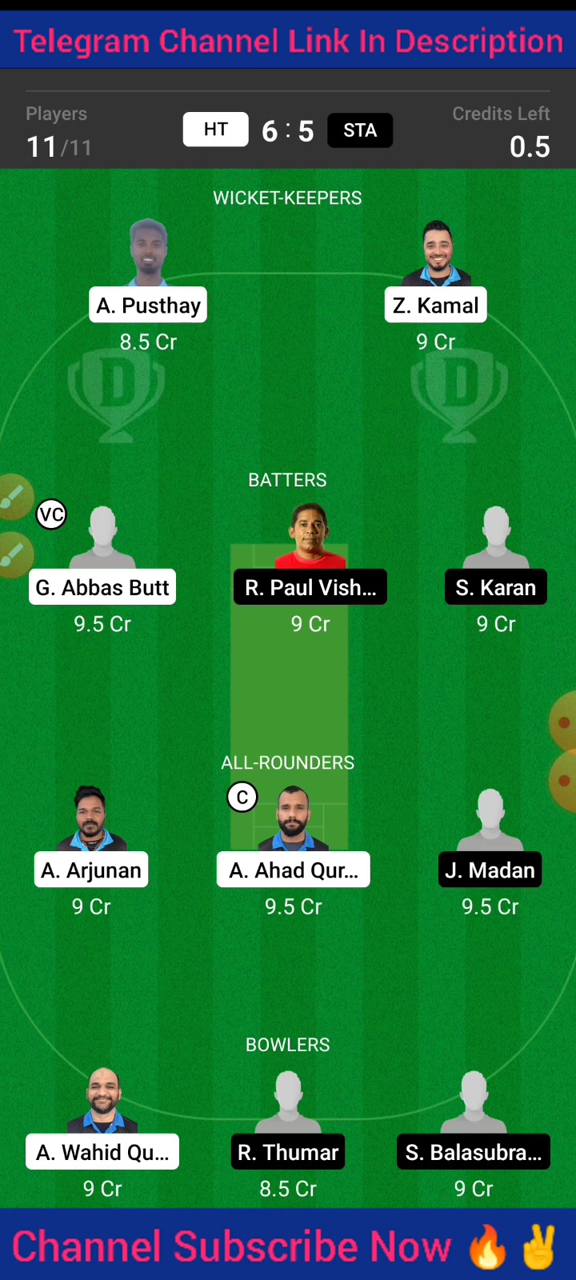 Telegram Channel Link In Description
Players
11/11
HT 6 : 5 STA
Credits Left
0.5
WICKET-KEEPERS
A. Pusthay
8.5 Cr
Z. Kamal
9 Cr
D
D
BATTERS
VC
G. Abbas Butt
9.5 Cr
R. Paul Vish...
9 Cr
S. Karan
9 Cr
ALL-ROUNDERS
A. Arjunan
9 Cr
C
A. Ahad Qur...
9.5 Cr
J. Madan
9.5 Cr
BOWLERS
A. Wahid Qu...
9 Cr
R. Thumar
8.5 Cr
S. Balasubra...
9 Cr
Channel Subscribe Now 🔥✌️